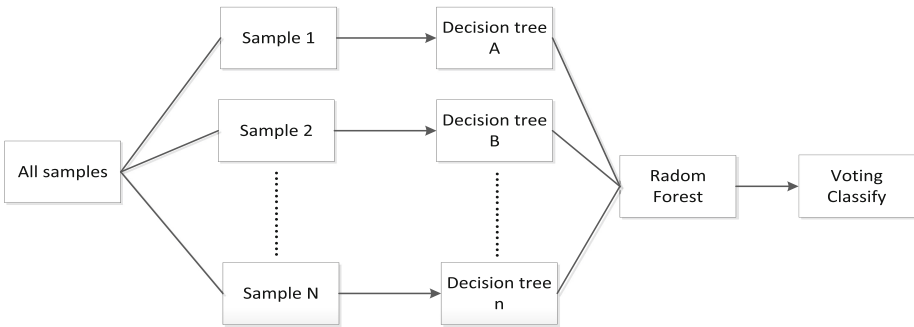 Sample 1
Decision tree
A
Sample 2
Decision tree
B
All samples
Radom
Forest
Voting
Classify
Sample N
Decision tree
n